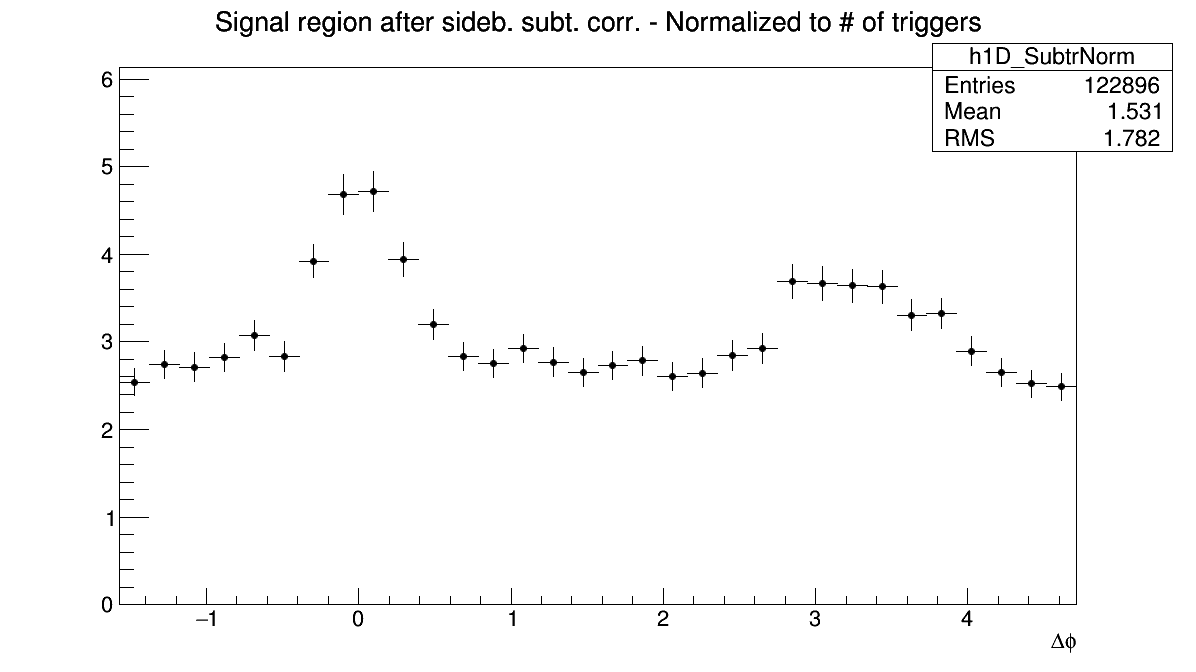 Signal region after sideb. subt. corr. - Normalized to # of triggers
h1D_SubtrNorm
Entries 122896
Mean 1.531
RMS 1.782
6
5
4
3
2
1
0
−1 0 1 2 3 4
Δϕ